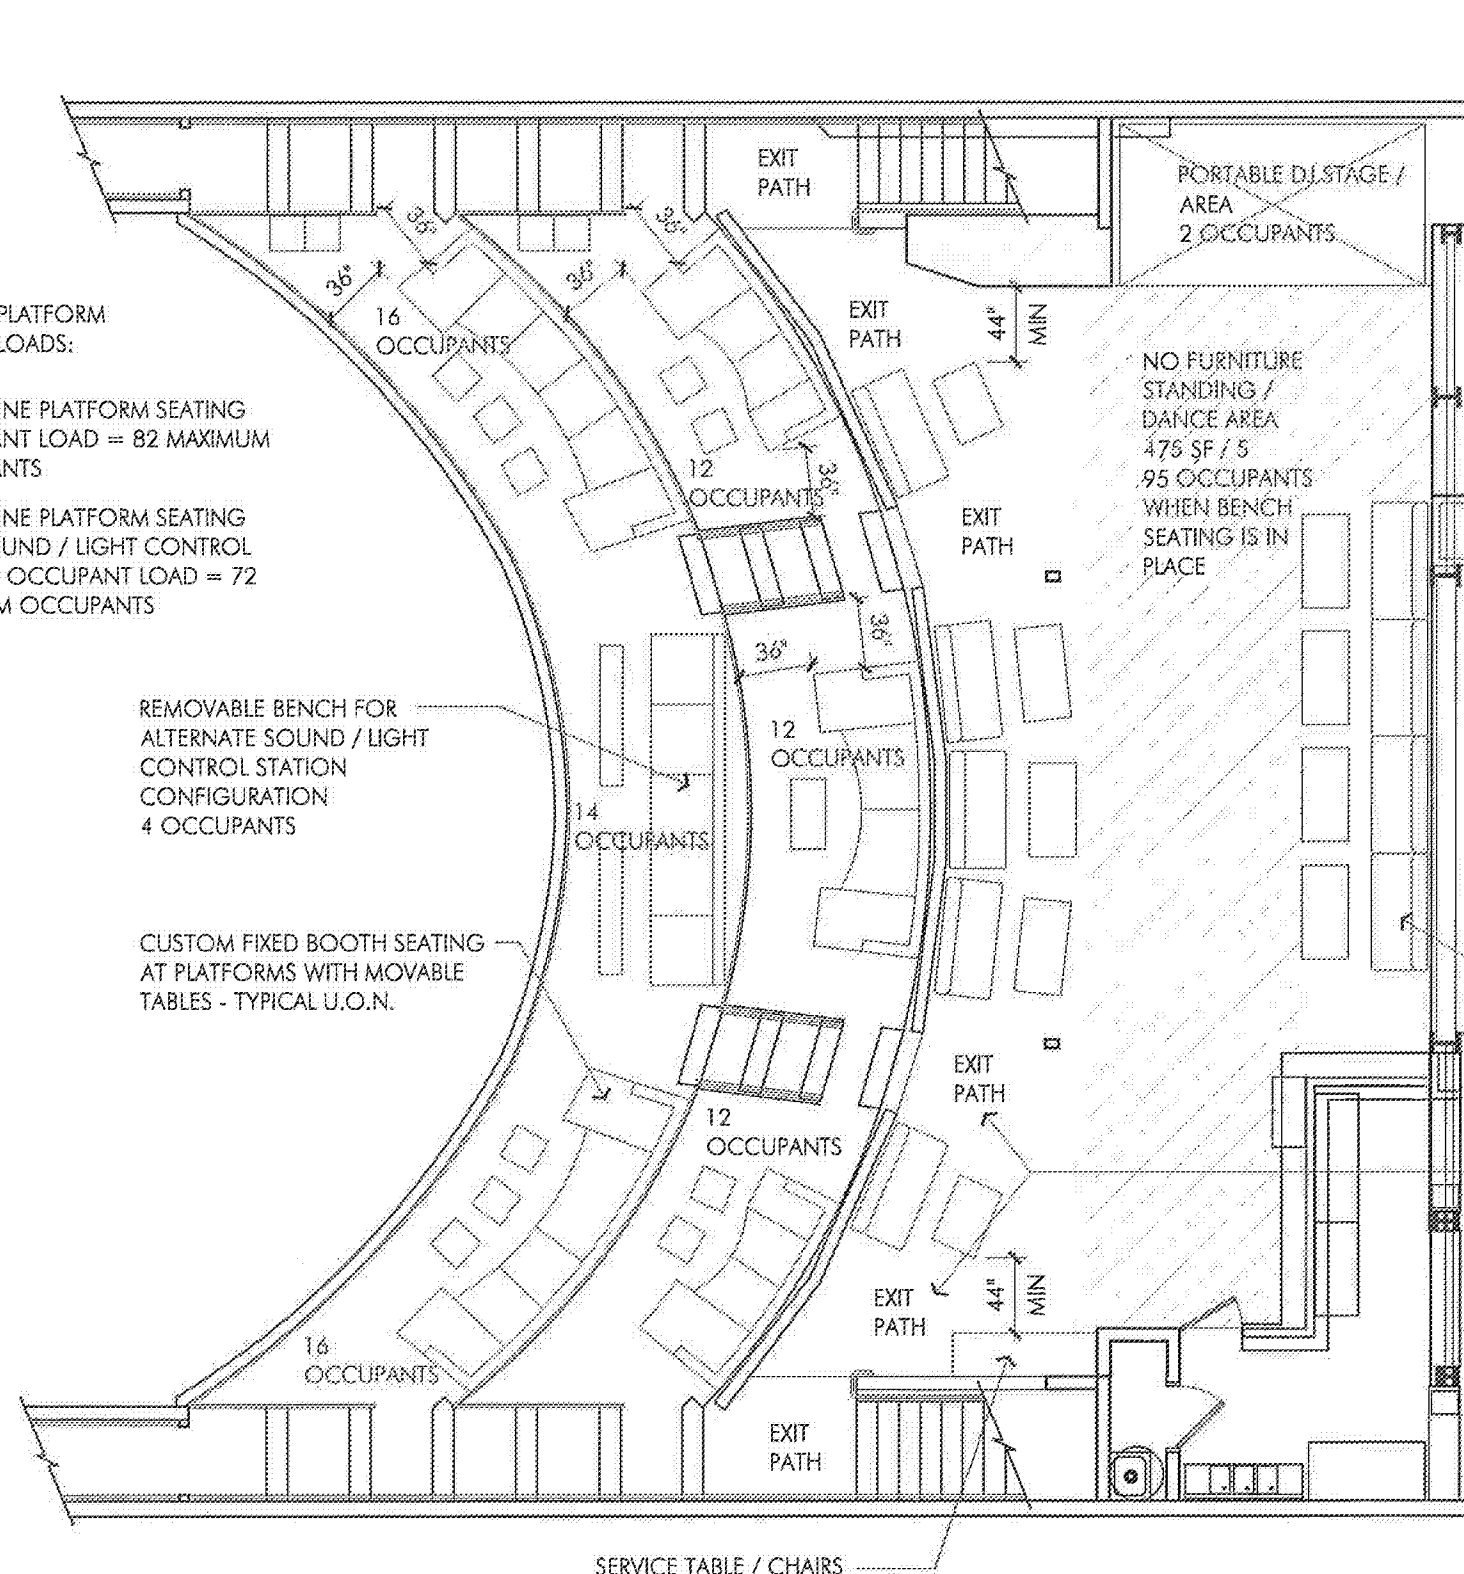 EXIT
PATH
PORTABLE DJ STAGE /
AREA
2 OCCUPANTS
36"
36"
36"
36"
16
OCCUPANTS
EXIT
PATH
44"
MIN
PLATFORM
LOADS:
NE PLATFORM SEATING
ANT LOAD = 82 MAXIMUM
ANTS
NE PLATFORM SEATING
UND / LIGHT CONTROL
OCCUPANT LOAD = 72
M OCCUPANTS
NO FURNITURE
STANDING /
DANCE AREA
475 SF / 5
95 OCCUPANTS
WHEN BENCH
SEATING IS IN
PLACE
12
OCCUPANTS
36"
EXIT
PATH
36"
36"
REMOVABLE BENCH FOR
ALTERNATE SOUND / LIGHT
CONTROL STATION
CONFIGURATION
4 OCCUPANTS
12
OCCUPANTS
14
OCCUPANTS
CUSTOM FIXED BOOTH SEATING
AT PLATFORMS WITH MOVABLE
TABLES - TYPICAL U.O.N.
EXIT
PATH
12
OCCUPANTS
EXIT
PATH
44"
MIN
16
OCCUPANTS
EXIT
PATH
SERVICE TABLE / CHAIRS